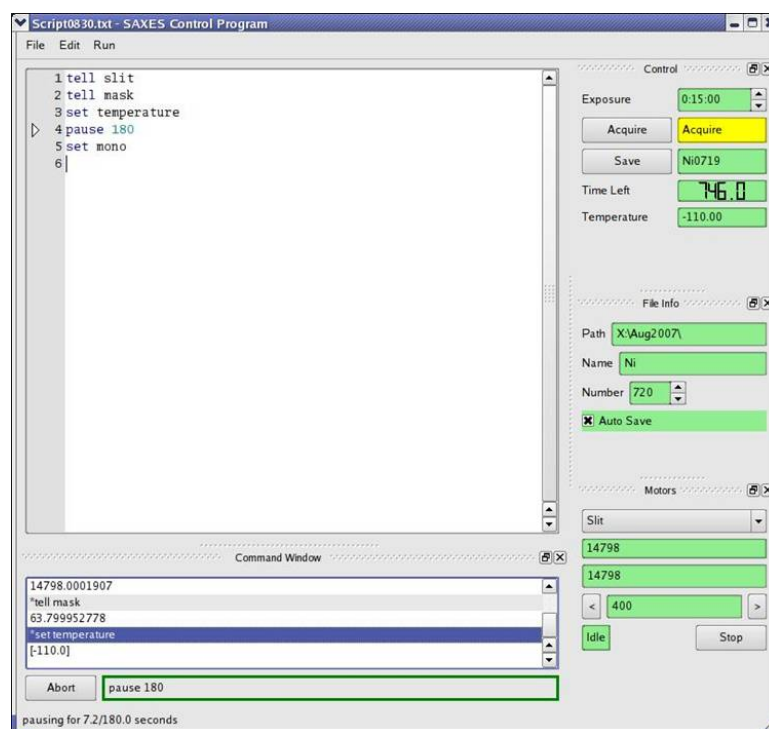 Script0830.txt - SAXES Control Program
File Edit Run
1 tell slit
2 tell mask
3 set temperature
4 pause 180
5 set mono
6
Control
Exposure 0:15:00
Acquire Acquire
Save Ni0719
Time Left 746.0
Temperature -110.00
File Info
Path X:\Aug2007\
Name Ni
Number 720
Auto Save
Motors
Slit
14798
14798
< 400 >
Idle Stop
Command Window
14798.0001907
*tell mask
63.799952778
*set temperature
[-110.0]
Abort pause 180
pausing for 7.2/180.0 seconds